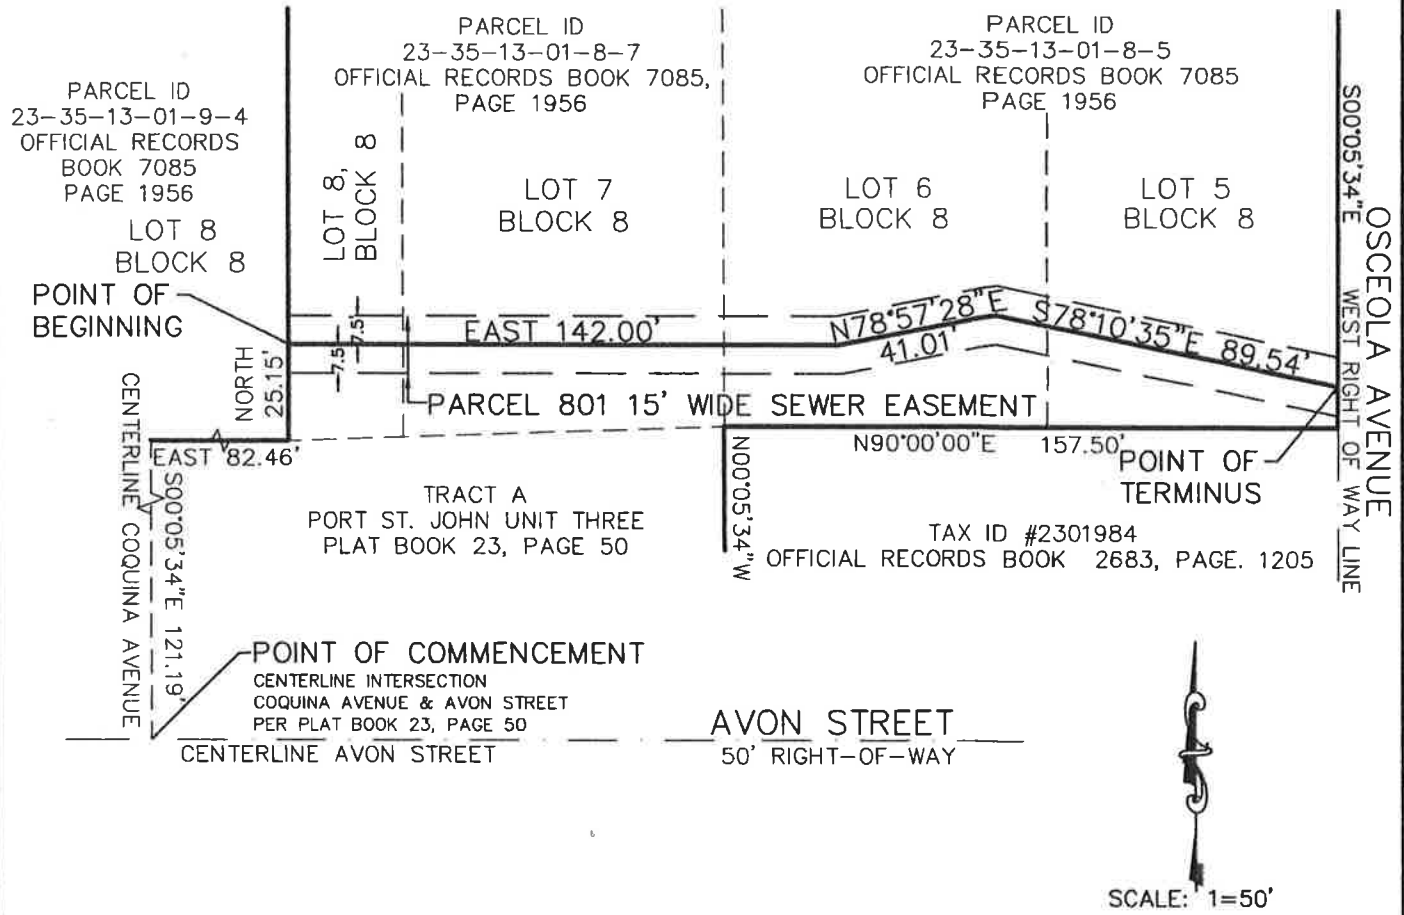 PARCEL ID
23-35-13-01-9-4
OFFICIAL RECORDS
BOOK 7085
PAGE 1956
LOT 8
BLOCK 8
PARCEL ID
23-35-13-01-8-7
OFFICIAL RECORDS BOOK 7085,
PAGE 1956
LOT 8,
BLOCK 8
LOT 7
BLOCK 8
PARCEL ID
23-35-13-01-8-5
OFFICIAL RECORDS BOOK 7085
PAGE 1956
LOT 6
BLOCK 8
LOT 5
BLOCK 8
S00°05'34"E
WEST RIGHT OF WAY LINE
OSCEOLA AVENUE
POINT OF
BEGINNING
7.5'
7.5'
EAST 142.00'
N78°57'28"E
41.01'
S78°10'35"E 89.54'
NORTH
25.15'
PARCEL 801 15' WIDE SEWER EASEMENT
EAST 82.46'
N90°00'00"E 157.50'
POINT OF
TERMINUS
CENTERLINE COQUINA AVENUE
S00°05'34"E 121.19'
TRACT A
PORT ST. JOHN UNIT THREE
PLAT BOOK 23, PAGE 50
N00°05'34"W
TAX ID #2301984
OFFICIAL RECORDS BOOK 2683, PAGE. 1205
POINT OF COMMENCEMENT
CENTERLINE INTERSECTION
COQUINA AVENUE & AVON STREET
PER PLAT BOOK 23, PAGE 50
CENTERLINE AVON STREET
AVON STREET
50' RIGHT-OF-WAY
SCALE: 1=50'